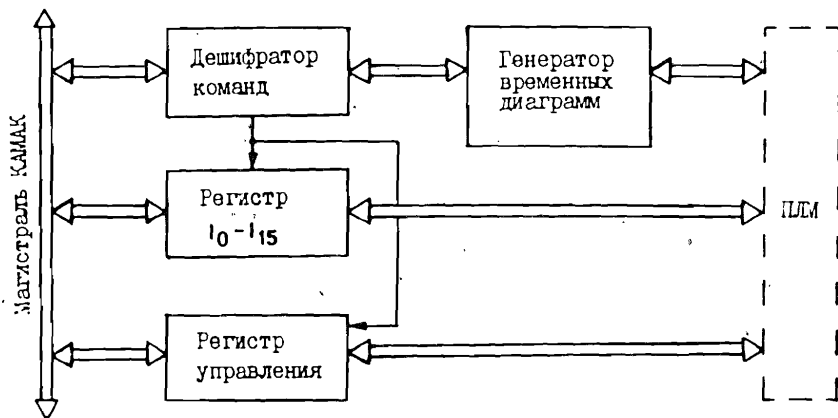 Магистраль КАМАК
Дешифратор
команд
Генератор
временных
диаграмм
Регистр
I0-I15
ПЛМ
Регистр
управления